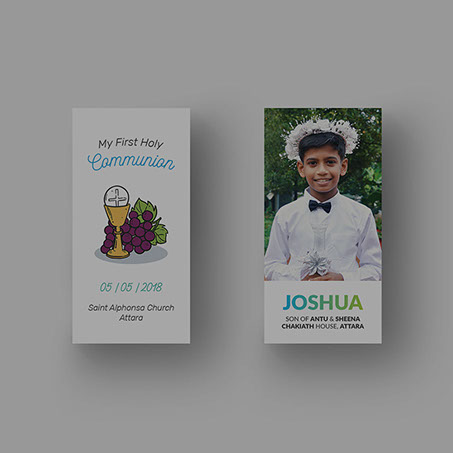 My First Holy
Communion
05 | 05 | 2018
Saint Alphonsa Church
Attara
JOSHUA
SON OF ANTU & SHEENA
CHAKIATH HOUSE, ATTARA